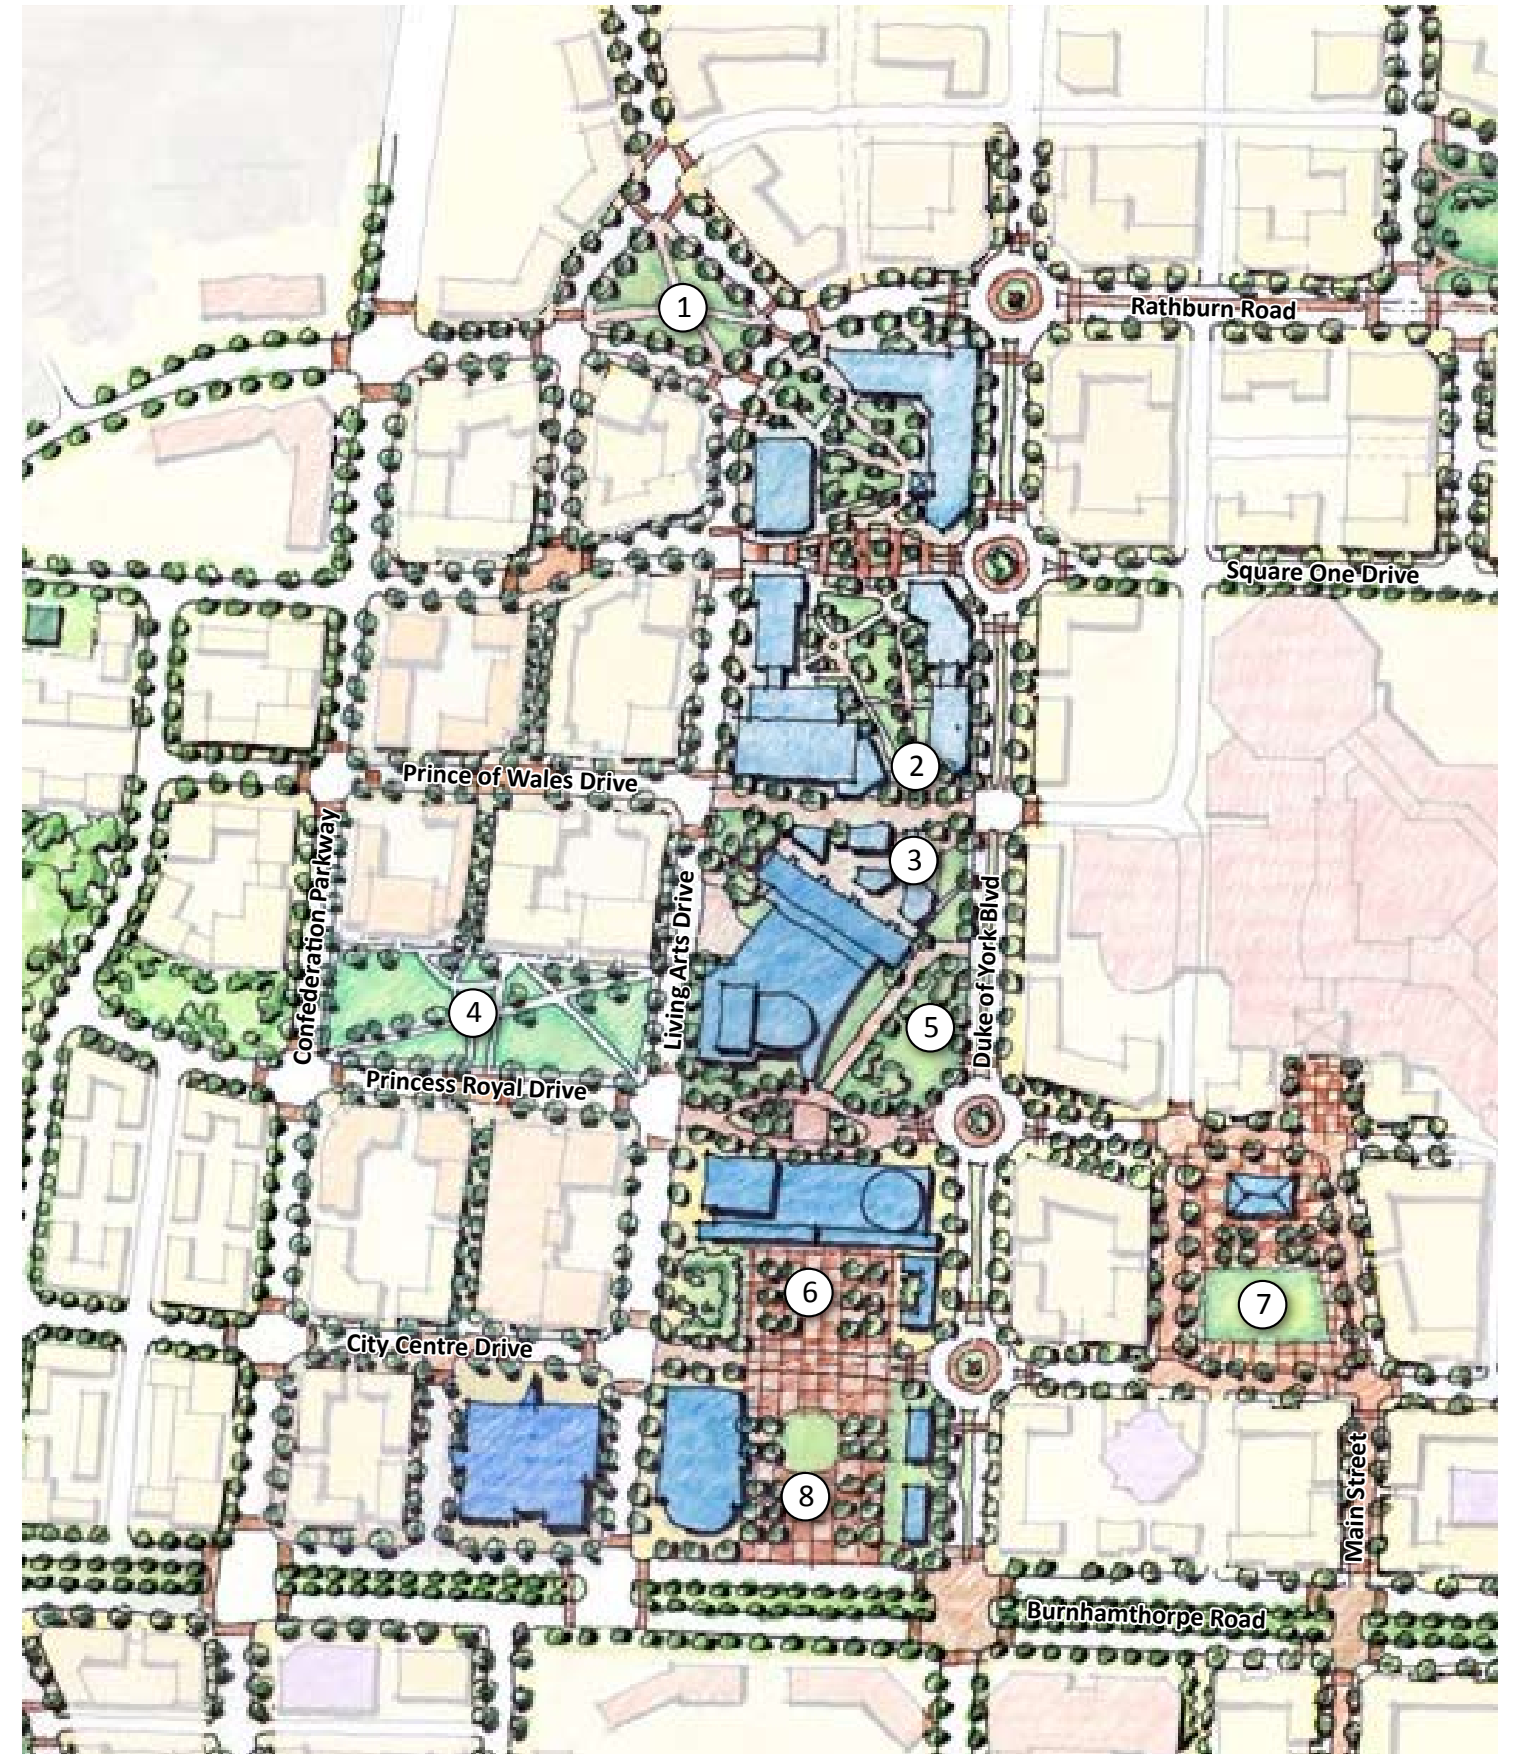 1
Rathburn Road
Square One Drive
2
Prince of Wales Drive
3
Confederation Parkway
Living Arts Drive
Duke of York Blvd
4
5
Princess Royal Drive
6
7
City Centre Drive
8
Main Street
Burnhamthorpe Road